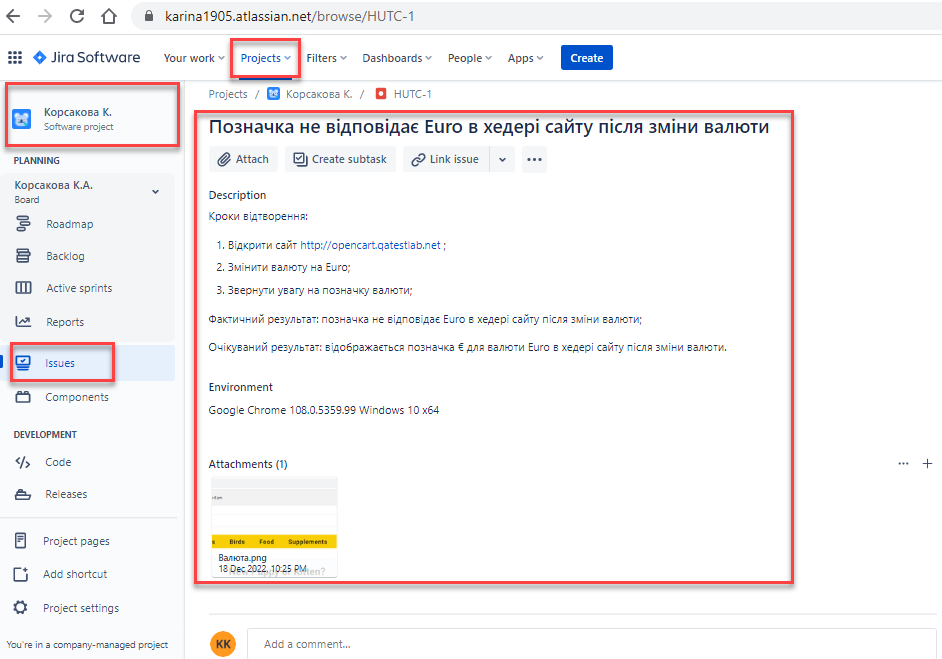 karina1905.atlassian.net/browse/HUTC-1
Jira Software Your work Projects Filters Dashboards People Apps Create
Корсакова К.
Software project
PLANNING
Корсакова К.А.
Board
Roadmap
Backlog
Active sprints
Reports
Issues
Components
DEVELOPMENT
Code
Releases
Project pages
Add shortcut
Project settings
You're in a company-managed project
Projects / Корсакова К. / HUTC-1
Позначка не відповідає Euro в хедері сайту після зміни валюти
Attach Create subtask Link issue
Description
Кроки відтворення:
1. Відкрити сайт http://opencart.qatestlab.net ;
2. Змінити валюту на Euro;
3. Звернути увагу на позначку валюти;
Фактичний результат: позначка не відповідає Euro в хедері сайту після зміни валюти;
Очікуваний результат: відображається позначка € для валюти Euro в хедері сайту після зміни валюти.
Environment
Google Chrome 108.0.5359.99 Windows 10 x64
Attachments (1)
Birds Food Supplements
Валюта.png
18 Dec 2022, 10:25 PM
KK Add a comment...